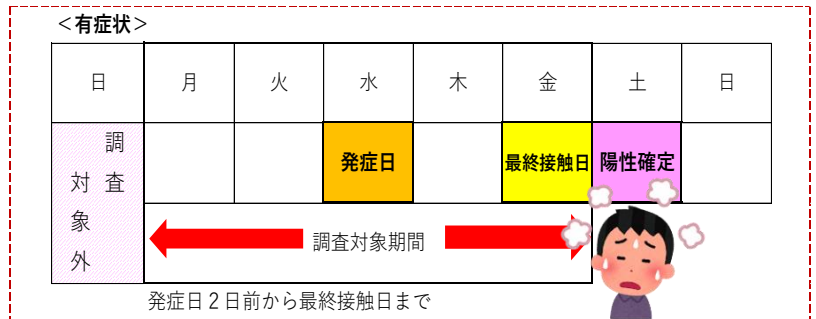 ＜有症状＞
日 月 火 水 木 金 土 日
調査対象外
発症日 最終接触日 陽性確定
調査対象期間
発症日２日前から最終接触日まで